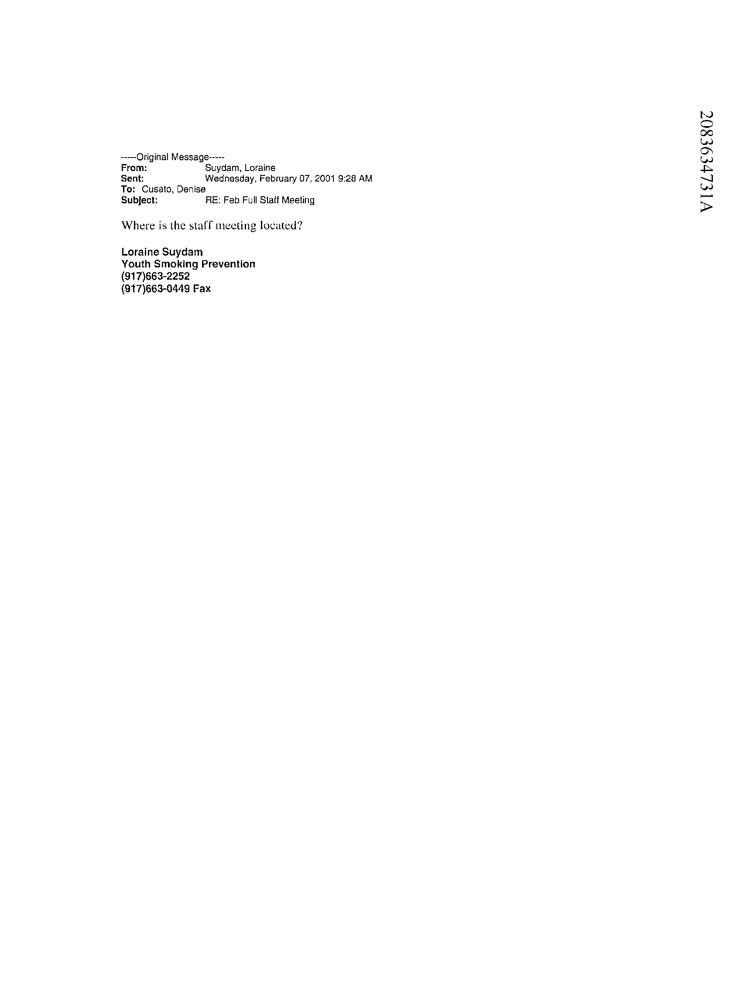 -----Original Message-----
From: Suydam, Loraine
Sent: Wednesday, February 07, 2001 9:28 AM
To: Cusato, Denise
Subject: RE: Feb Full Staff Meeting
Where is the staff meeting located?
Loraine Suydam
Youth Smoking Prevention
(917)663-2252
(917)663-0449 Fax
2083634731A